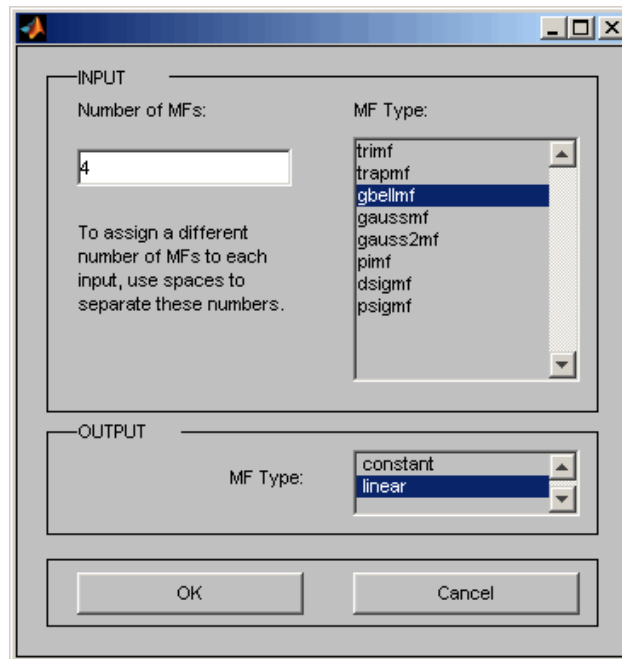 INPUT
Number of MFs:
4
To assign a different
number of MFs to each
input, use spaces to
separate these numbers.
MF Type:
trimf
trapmf
gbellmf
gaussmf
gauss2mf
pimf
dsigmf
psigmf
OUTPUT
MF Type:
constant
linear
OK
Cancel